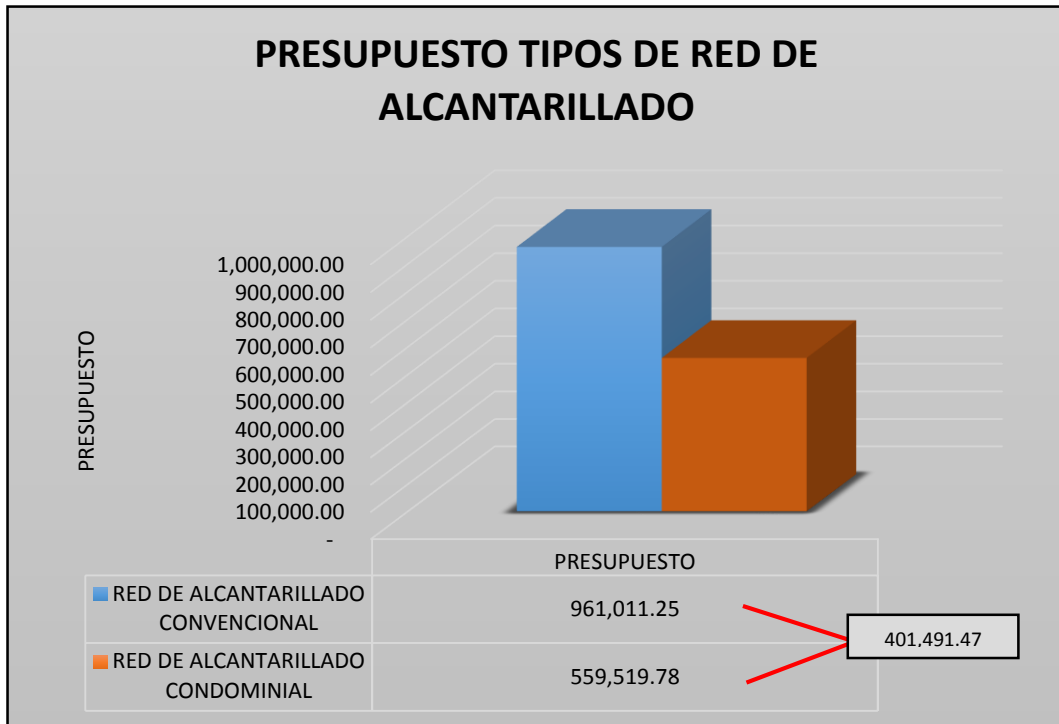 PRESUPUESTO TIPOS DE RED DE
ALCANTARILLADO
PRESUPUESTO
1,000,000.00
900,000.00
800,000.00
700,000.00
600,000.00
500,000.00
400,000.00
300,000.00
200,000.00
100,000.00
-
PRESUPUESTO
RED DE ALCANTARILLADO
CONVENCIONAL
961,011.25
RED DE ALCANTARILLADO
CONDOMINIAL
559,519.78
401,491.47